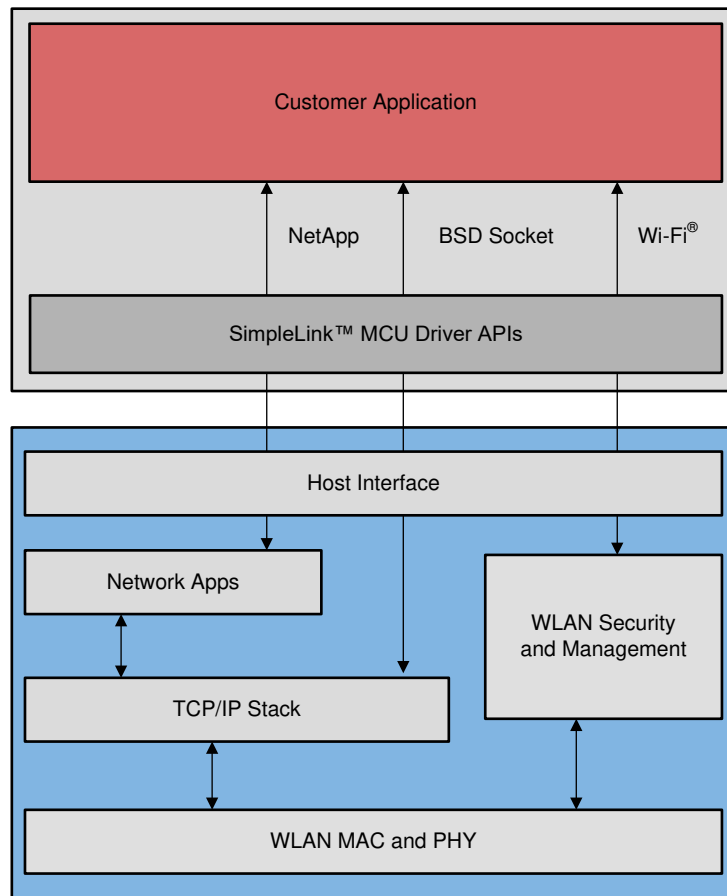 Customer Application
NetApp
BSD Socket
Wi-Fi®
SimpleLink™ MCU Driver APIs
Host Interface
Network Apps
WLAN Security
and Management
TCP/IP Stack
WLAN MAC and PHY